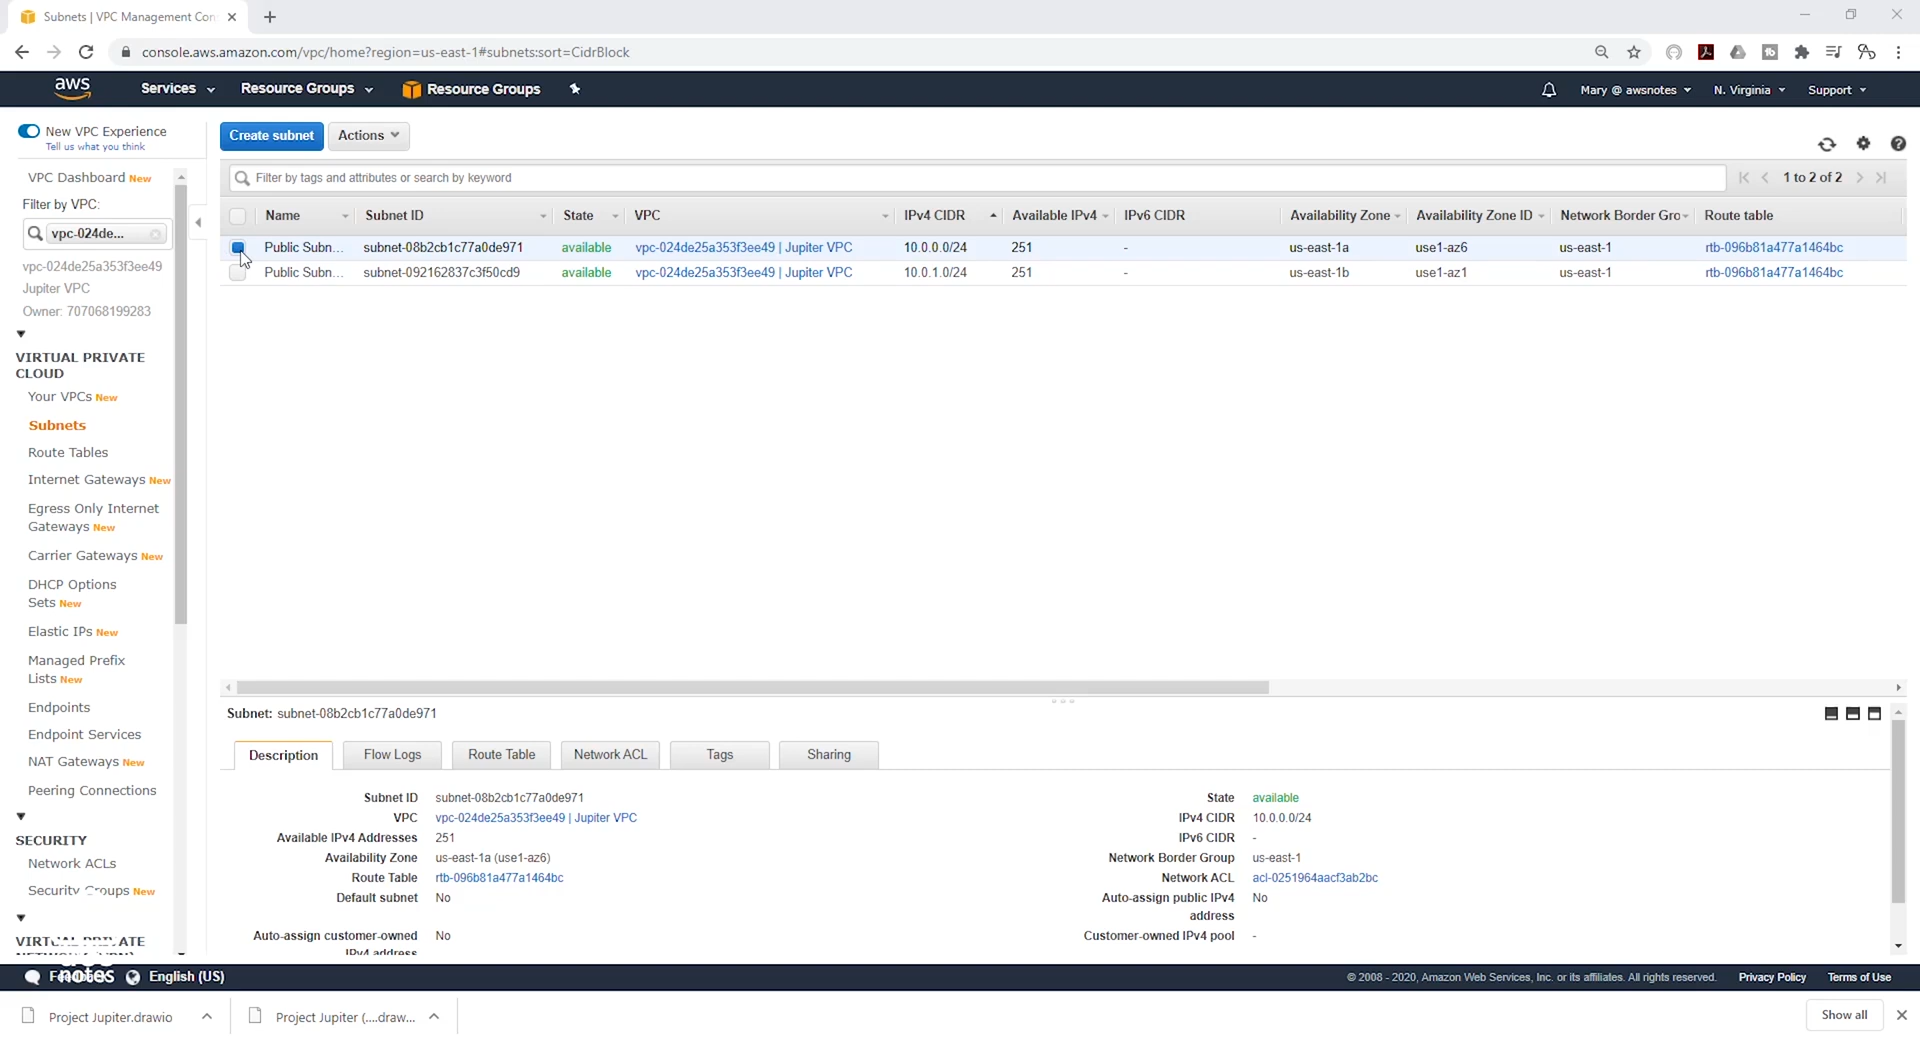 Subnets | VPC Management Con
console.aws.amazon.com/vpc/home?region=us-east-1#subnets:sort=CidrBlock
aws
Services
Resource Groups
Resource Groups
Mary @ awsnotes
N. Virginia
Support
New VPC Experience
Tell us what you think
VPC Dashboard New
Filter by VPC:
vpc-024de...
vpc-024de25a353f3ee49
Jupiter VPC
Owner: 707068199283
VIRTUAL PRIVATE
CLOUD
Your VPCs New
Subnets
Route Tables
Internet Gateways New
Egress Only Internet
Gateways New
Carrier Gateways New
DHCP Options
Sets New
Elastic IPs New
Managed Prefix
Lists New
Endpoints
Endpoint Services
NAT Gateways New
Peering Connections
SECURITY
Network ACLs
Security Groups New
VIRTUAL PRIVATE
Create subnet
Actions
Filter by tags and attributes or search by keyword
1 to 2 of 2
Name Subnet ID State VPC IPv4 CIDR Available IPv4 IPv6 CIDR Availability Zone Availability Zone ID Network Border Gro Route table
Public Subn... subnet-08b2cb1c77a0de971 available vpc-024de25a353f3ee49 | Jupiter VPC 10.0.0.0/24 251 - us-east-1a use1-az6 us-east-1 rtb-096b81a477a1464bc
Public Subn... subnet-092162837c3f50cd9 available vpc-024de25a353f3ee49 | Jupiter VPC 10.0.1.0/24 251 - us-east-1b use1-az1 us-east-1 rtb-096b81a477a1464bc
Subnet: subnet-08b2cb1c77a0de971
Description Flow Logs Route Table Network ACL Tags Sharing
Subnet ID subnet-08b2cb1c77a0de971
VPC vpc-024de25a353f3ee49 | Jupiter VPC
Available IPv4 Addresses 251
Availability Zone us-east-1a (use1-az6)
Route Table rtb-096b81a477a1464bc
Default subnet No
Auto-assign customer-owned No
IPv4 address
State available
IPv4 CIDR 10.0.0.0/24
IPv6 CIDR -
Network Border Group us-east-1
Network ACL acl-0251964aacf3ab2bc
Auto-assign public IPv4 No
address
Customer-owned IPv4 pool -
notes
English (US)
© 2008 - 2020, Amazon Web Services, Inc. or its affiliates. All rights reserved.
Privacy Policy
Terms of Use
Project Jupiter.drawio
Project Jupiter (....draw...
Show all